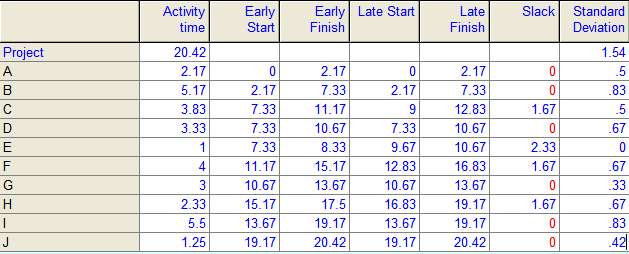 Activity time Early Start Early Finish Late Start Late Finish Slack Standard Deviation
Project 20.42 1.54
A 2.17 0 2.17 0 2.17 0 .5
B 5.17 2.17 7.33 2.17 7.33 0 .83
C 3.83 7.33 11.17 9 12.83 1.67 .5
D 3.33 7.33 10.67 7.33 10.67 0 .67
E 1 7.33 8.33 9.67 10.67 2.33 0
F 4 11.17 15.17 12.83 16.83 1.67 .67
G 3 10.67 13.67 10.67 13.67 0 .33
H 2.33 15.17 17.5 16.83 19.17 1.67 .67
I 5.5 13.67 19.17 13.67 19.17 0 .83
J 1.25 19.17 20.42 19.17 20.42 0 .42